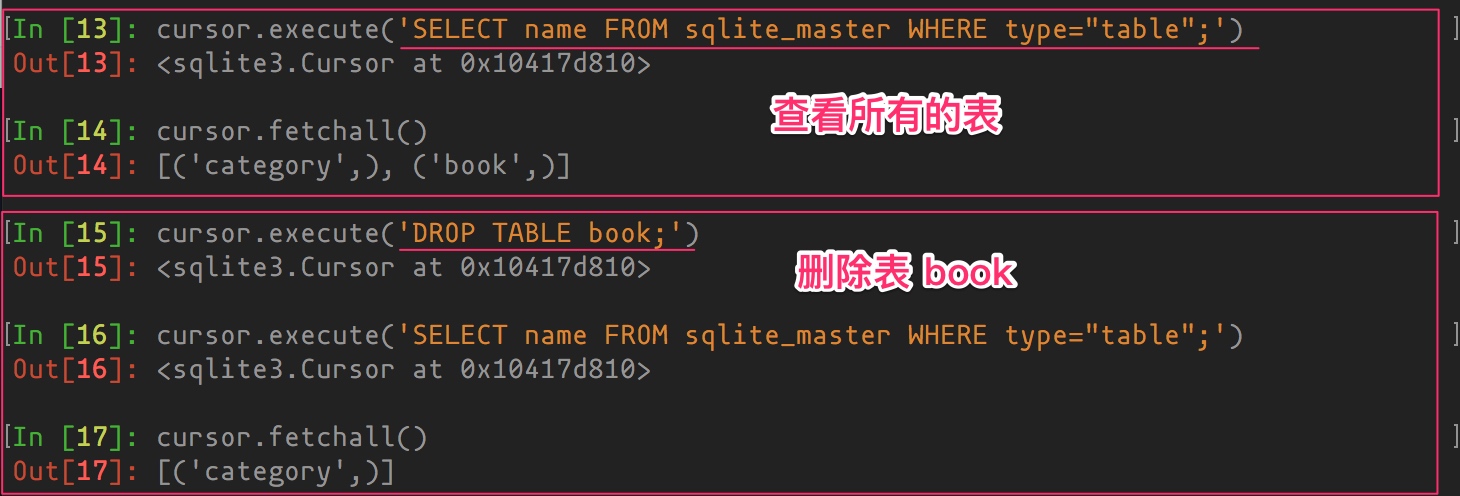 In [13]: cursor.execute('SELECT name FROM sqlite_master WHERE type="table";')
Out[13]: <sqlite3.Cursor at 0x10417d810>
查看所有的表
In [14]: cursor.fetchall()
Out[14]: [('category',), ('book',)]
In [15]: cursor.execute('DROP TABLE book;')
Out[15]: <sqlite3.Cursor at 0x10417d810>
删除表 book
In [16]: cursor.execute('SELECT name FROM sqlite_master WHERE type="table";')
Out[16]: <sqlite3.Cursor at 0x10417d810>
In [17]: cursor.fetchall()
Out[17]: [('category',)]